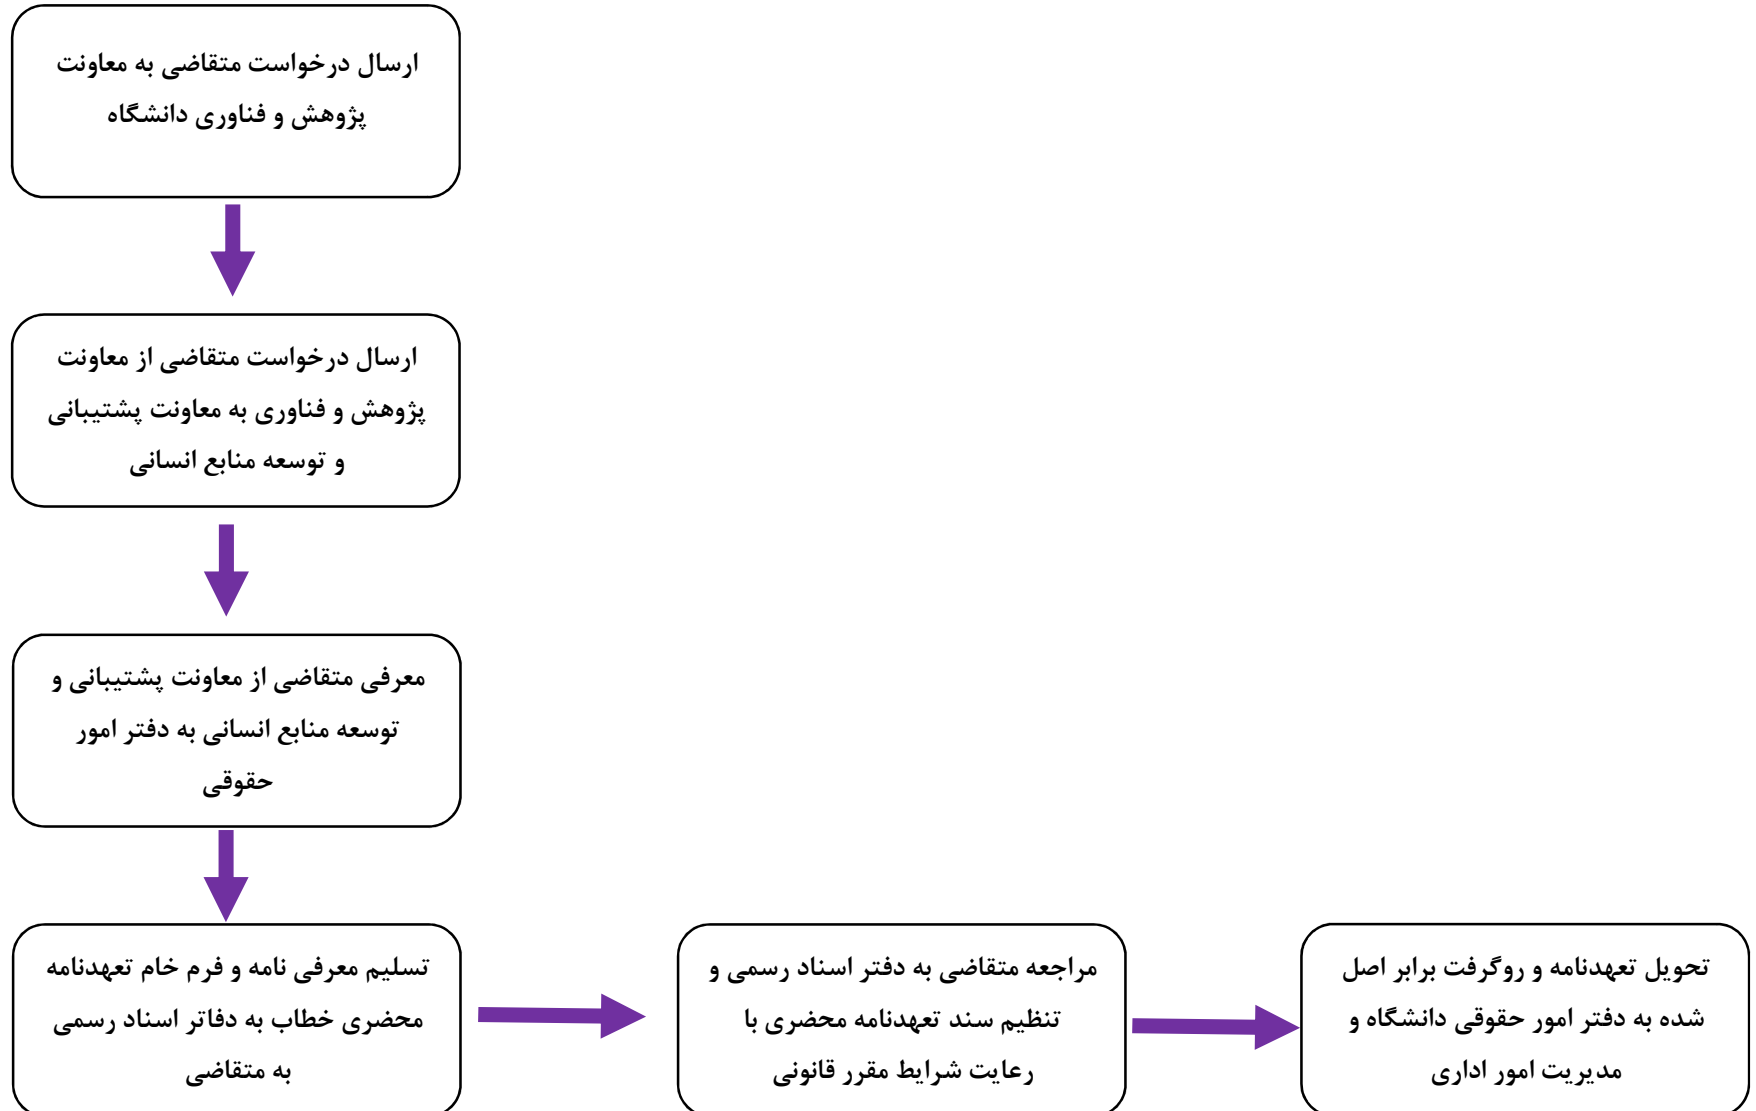 ارسال درخواست متقاضی به معاونت
پژوهش و فناوری دانشگاه
ارسال درخواست متقاضی از معاونت
پژوهش و فناوری به معاونت پشتیبانی
و توسعه منابع انسانی
معرفی متقاضی از معاونت پشتیبانی و
توسعه منابع انسانی به دفتر امور
حقوقی
تسلیم معرفی نامه و فرم خام تعهدنامه
محضری خطاب به دفاتر اسناد رسمی
به متقاضی
مراجعه متقاضی به دفتر اسناد رسمی و
تنظیم سند تعهدنامه محضری با
رعایت شرایط مقرر قانونی
تحویل تعهدنامه و روگرفت برابر اصل
شده به دفتر امور حقوقی دانشگاه و
مدیریت امور اداری